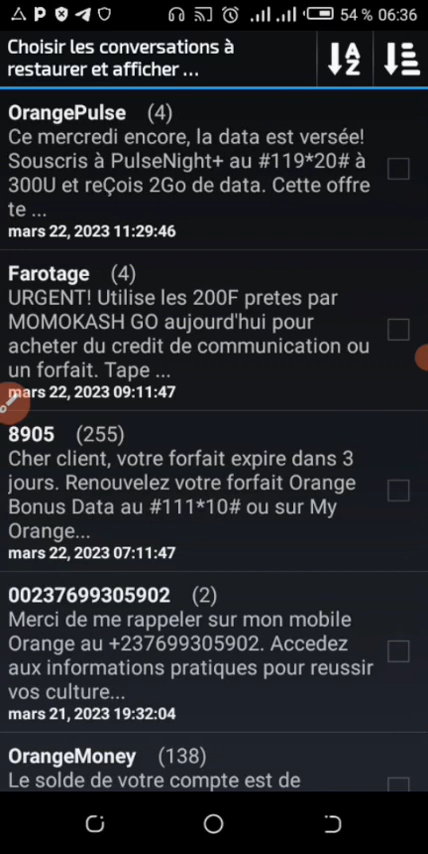 54 % 06:36
Choisir les conversations à
restaurer et afficher ...
OrangePulse (4)
Ce mercredi encore, la data est versée!
Souscris à PulseNight+ au #119*20# à
300U et reÇois 2Go de data. Cette offre
te ...
mars 22, 2023 11:29:46
Farotage (4)
URGENT! Utilise les 200F pretes par
MOMOKASH GO aujourd'hui pour
acheter du credit de communication ou
un forfait. Tape ...
mars 22, 2023 09:11:47
8905 (255)
Cher client, votre forfait expire dans 3
jours. Renouvelez votre forfait Orange
Bonus Data au #111*10# ou sur My
Orange...
mars 22, 2023 07:11:47
00237699305902 (2)
Merci de me rappeler sur mon mobile
Orange au +237699305902. Accedez
aux informations pratiques pour reussir
vos culture...
mars 21, 2023 19:32:04
OrangeMoney (138)
Le solde de votre compte est de